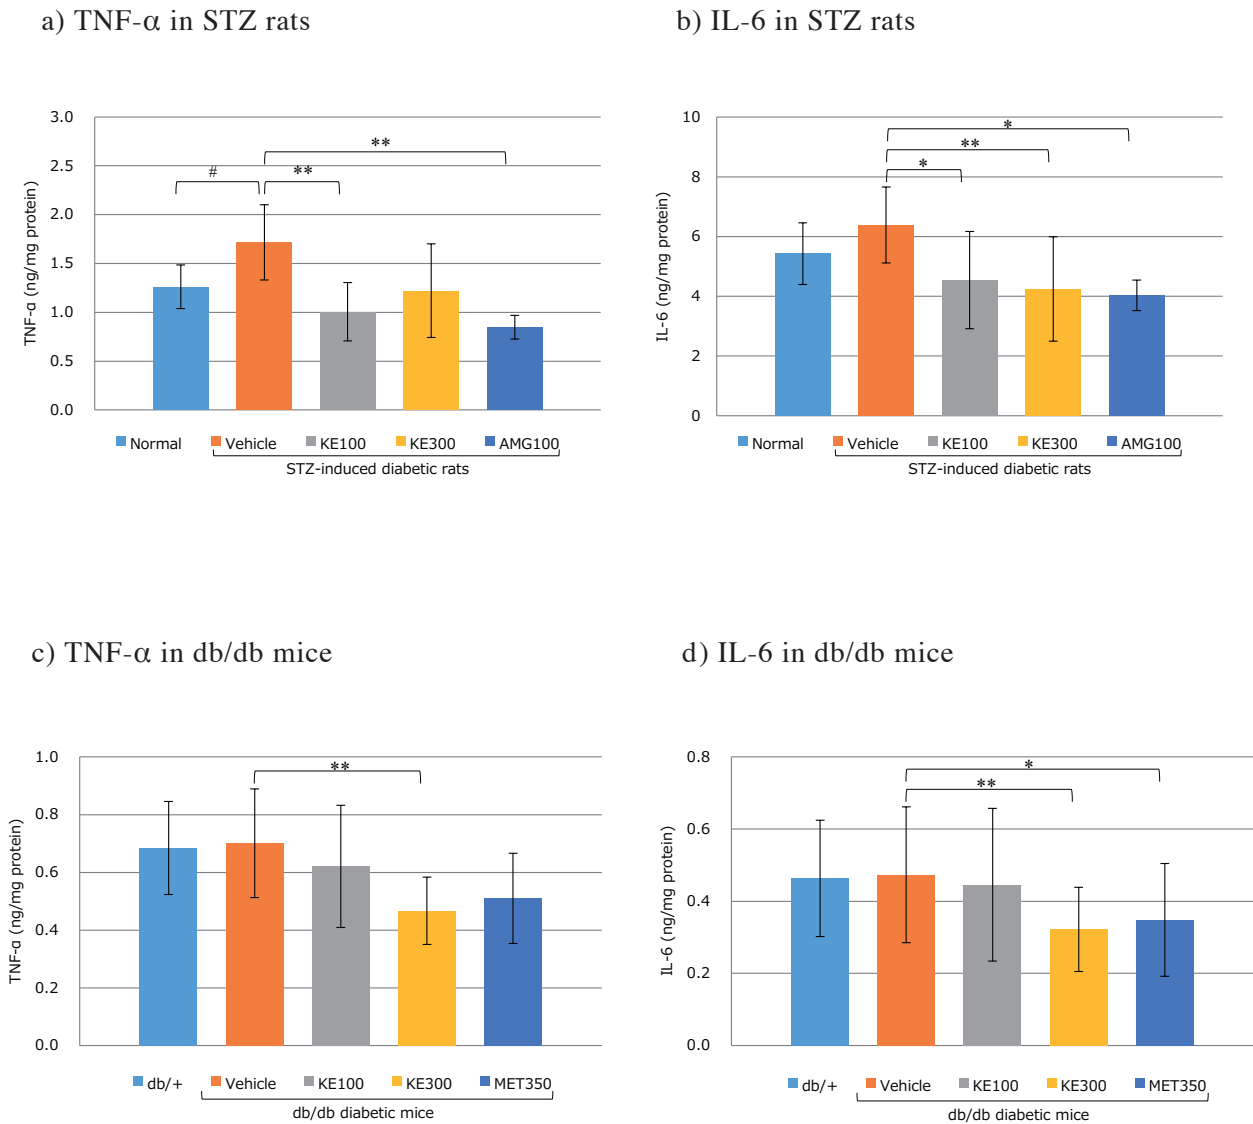 a) TNF-α in STZ rats
TNF-α (ng/mg protein)
3.0
2.5
2.0
1.5
1.0
0.5
0.0
#
**
**
Normal Vehicle KE100 KE300 AMG100
STZ-induced diabetic rats
b) IL-6 in STZ rats
IL-6 (ng/mg protein)
10
8
6
4
2
0
*
**
*
Normal Vehicle KE100 KE300 AMG100
STZ-induced diabetic rats
c) TNF-α in db/db mice
TNF-α (ng/mg protein)
1.0
0.8
0.6
0.4
0.2
0.0
**
db/+ Vehicle KE100 KE300 MET350
db/db diabetic mice
d) IL-6 in db/db mice
IL-6 (ng/mg protein)
0.8
0.6
0.4
0.2
0.0
*
**
db/+ Vehicle KE100 KE300 MET350
db/db diabetic mice